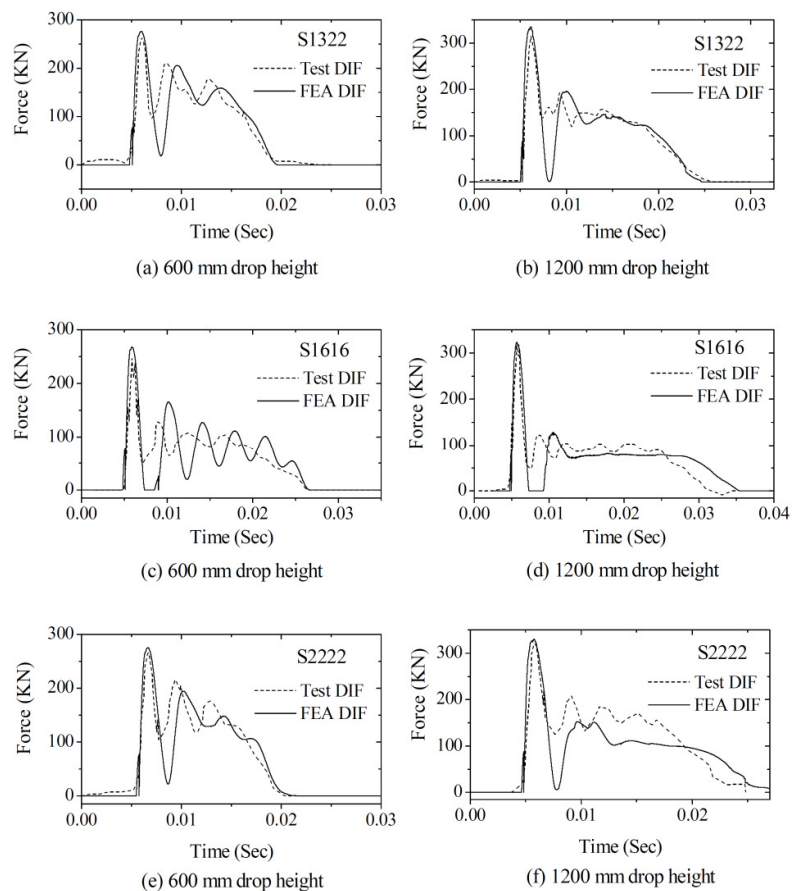 S1322
Test DIF
FEA DIF
Force (KN)
300
200
100
0
0.00 0.01 0.02 0.03
Time (Sec)
(a) 600 mm drop height
S1322
Test DIF
FEA DIF
Force (KN)
300
200
100
0
0.00 0.01 0.02 0.03
Time (Sec)
(b) 1200 mm drop height
S1616
Test DIF
FEA DIF
Force (KN)
300
200
100
0
0.00 0.01 0.02 0.03
Time (Sec)
(c) 600 mm drop height
S1616
Test DIF
FEA DIF
Force (KN)
300
200
100
0
0.00 0.01 0.02 0.03 0.04
Time (Sec)
(d) 1200 mm drop height
S2222
Test DIF
FEA DIF
Force (KN)
300
200
100
0
0.00 0.01 0.02 0.03
Time (Sec)
(e) 600 mm drop height
S2222
Test DIF
FEA DIF
Force (KN)
300
200
100
0
0.00 0.01 0.02
Time (Sec)
(f) 1200 mm drop height